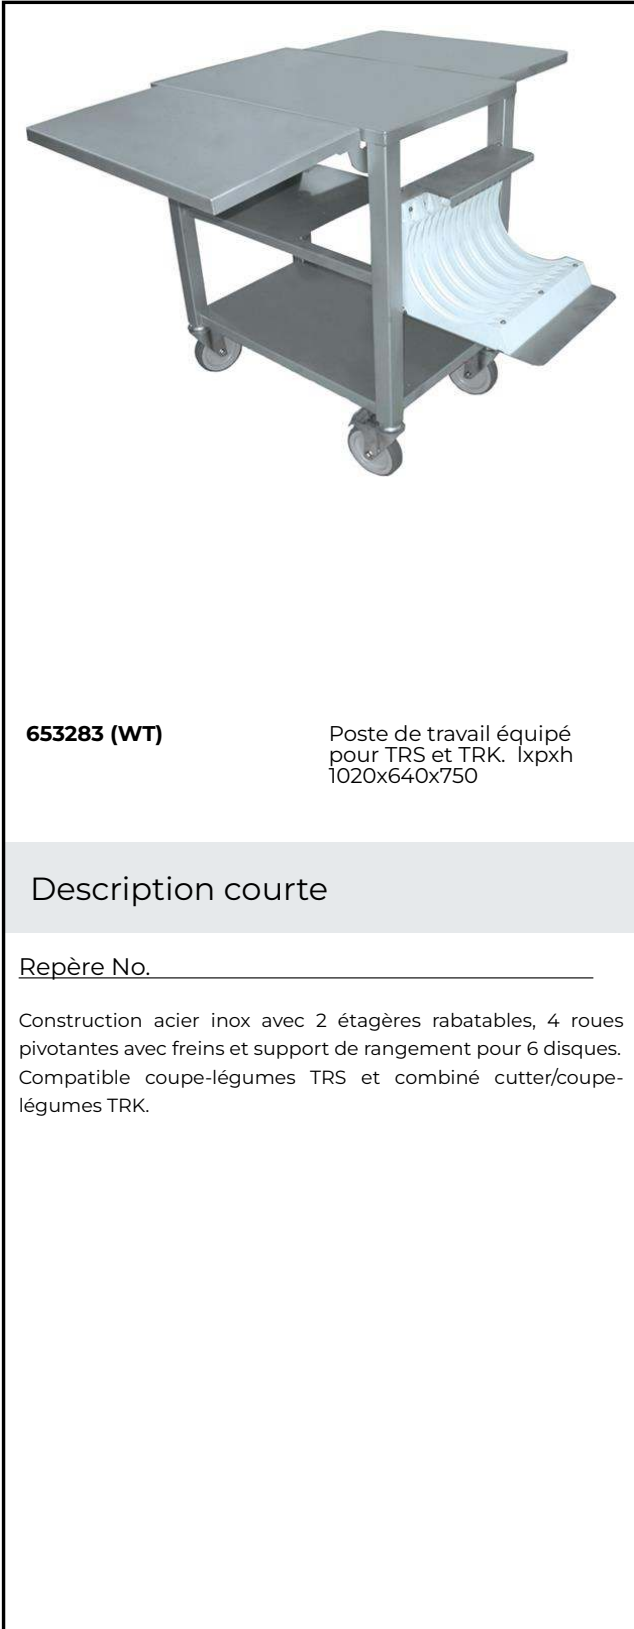 653283 (WT)
Poste de travail équipé
pour TRS et TRK. lxpxh
1020x640x750
Description courte
Repère No.
Construction acier inox avec 2 étagères rabatables, 4 roues
pivotantes avec freins et support de rangement pour 6 disques.
Compatible coupe-légumes TRS et combiné cutter/coupe-
légumes TRK.